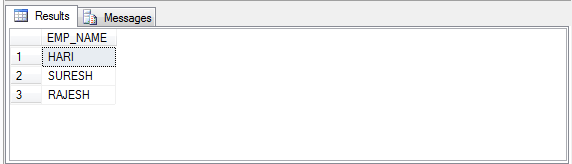 Results Messages
EMP_NAME
1 HARI
2 SURESH
3 RAJESH